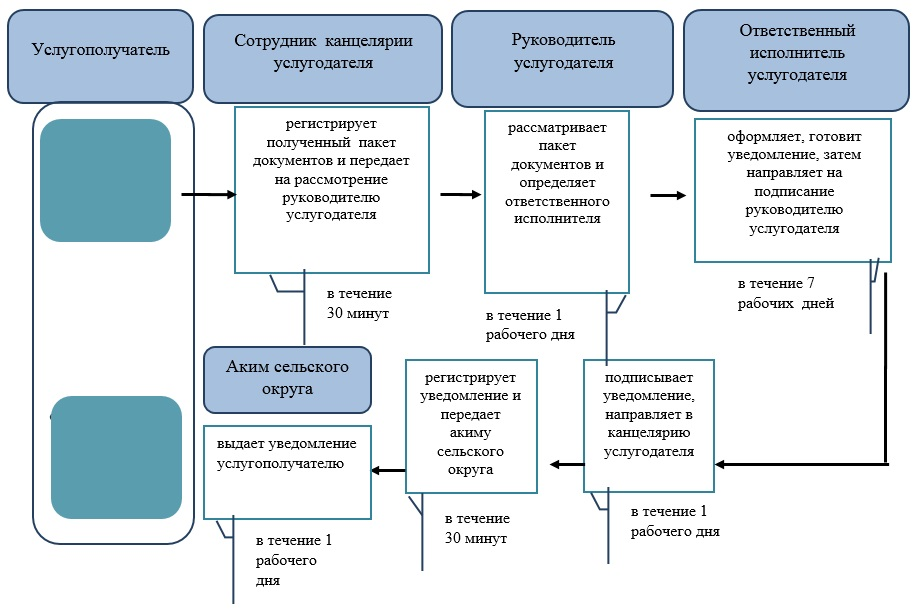 Услугополучатель
Сотрудник канцелярии
услугодателя
Руководитель
услугодателя
Ответственный
исполнитель
услугодателя
регистрирует
полученный пакет
документов и передает
на рассмотрение
руководителю
услугодателя
рассматривает
пакет
документов и
определяет
ответственного
исполнителя
оформляет, готовит
уведомление, затем
направляет на
подписание
руководителю
услугодателя
в течение
30 минут
в течение 1
рабочего дня
в течение 7
рабочих дней
Аким сельского
округа
выдает уведомление
услугополучателю
регистрирует
уведомление и
передает
акиму
сельского
округа
подписывает
уведомление,
направляет в
канцелярию
услугодателя
в течение 1
рабочего
дня
в течение
30 минут
в течение 1
рабочего дня